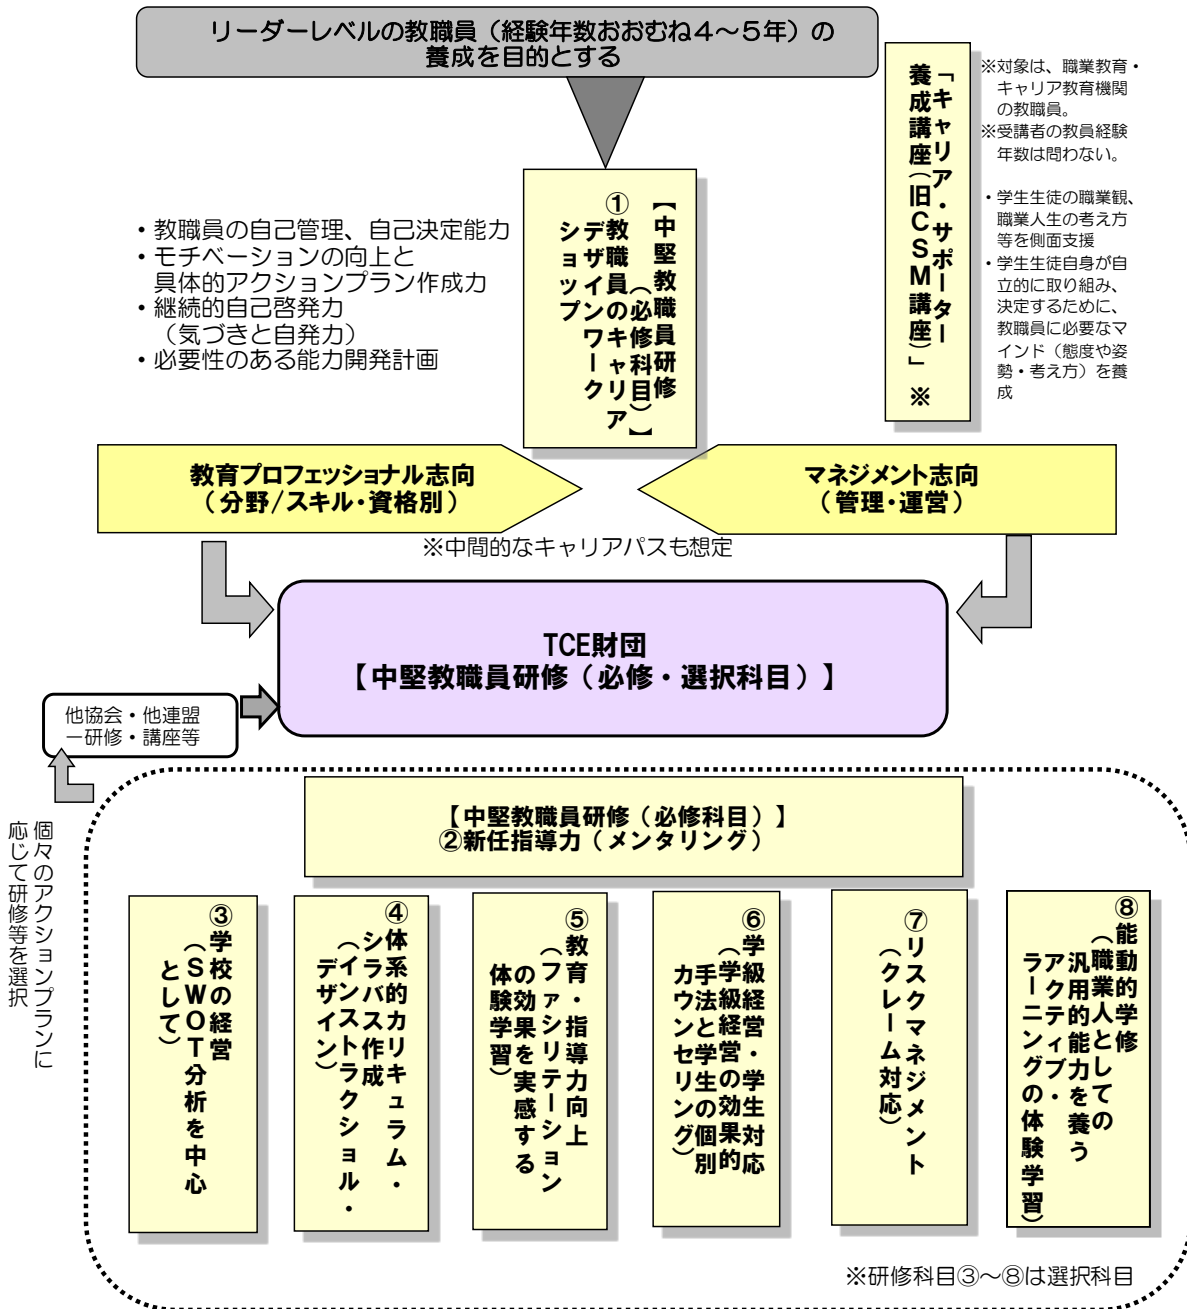 リーダーレベルの教職員（経験年数おおむね４～５年）の
養成を目的とする
「キャリア・サポーター
養成講座（旧ＣＳＭ講座）」※
※対象は、職業教育・
キャリア教育機関
の教職員。
※受講者の教員経験
年数は問わない。
・学生生徒の職業観、
職業人生の考え方
等を側面支援
・学生生徒自身が自
立的に取り組み、
決定するために、
教職員に必要なマ
インド（態度や姿
勢・考え方）を養
成
【中堅教職員研修
（必修科目）】
①教職員のキャリア
デザインワーク
ショップ
・教職員の自己管理、自己決定能力
・モチベーションの向上と
具体的アクションプラン作成力
・継続的自己啓発力
（気づきと自発力）
・必要性のある能力開発計画
教育プロフェッショナル志向
（分野/スキル・資格別）
マネジメント志向
（管理・運営）
※中間的なキャリアパスも想定
TCE財団
【中堅教職員研修（必修・選択科目）】
他協会・他連盟
－研修・講座等
個々のアクションプランに
応じて研修等を選択
【中堅教職員研修（必修科目）】
②新任指導力（メンタリング）
③学校の経営
（ＳＷＯＴ分析を中心
として）
④体系的カリキュラム・
シラバス作成
（インストラクショナル・
デザイン）
⑤教育・指導力向上
（ファシリテーション
の効果を実感する
体験学習）
⑥学級経営・学生対応
（学級経営の効果的
手法と学生の個別
カウンセリング）
⑦リスクマネジメント
（クレーム対応）
⑧能動的学修
（職業人としての
汎用的能力を養う
アクティブ・
ラーニングの体験学習）
※研修科目③～⑧は選択科目